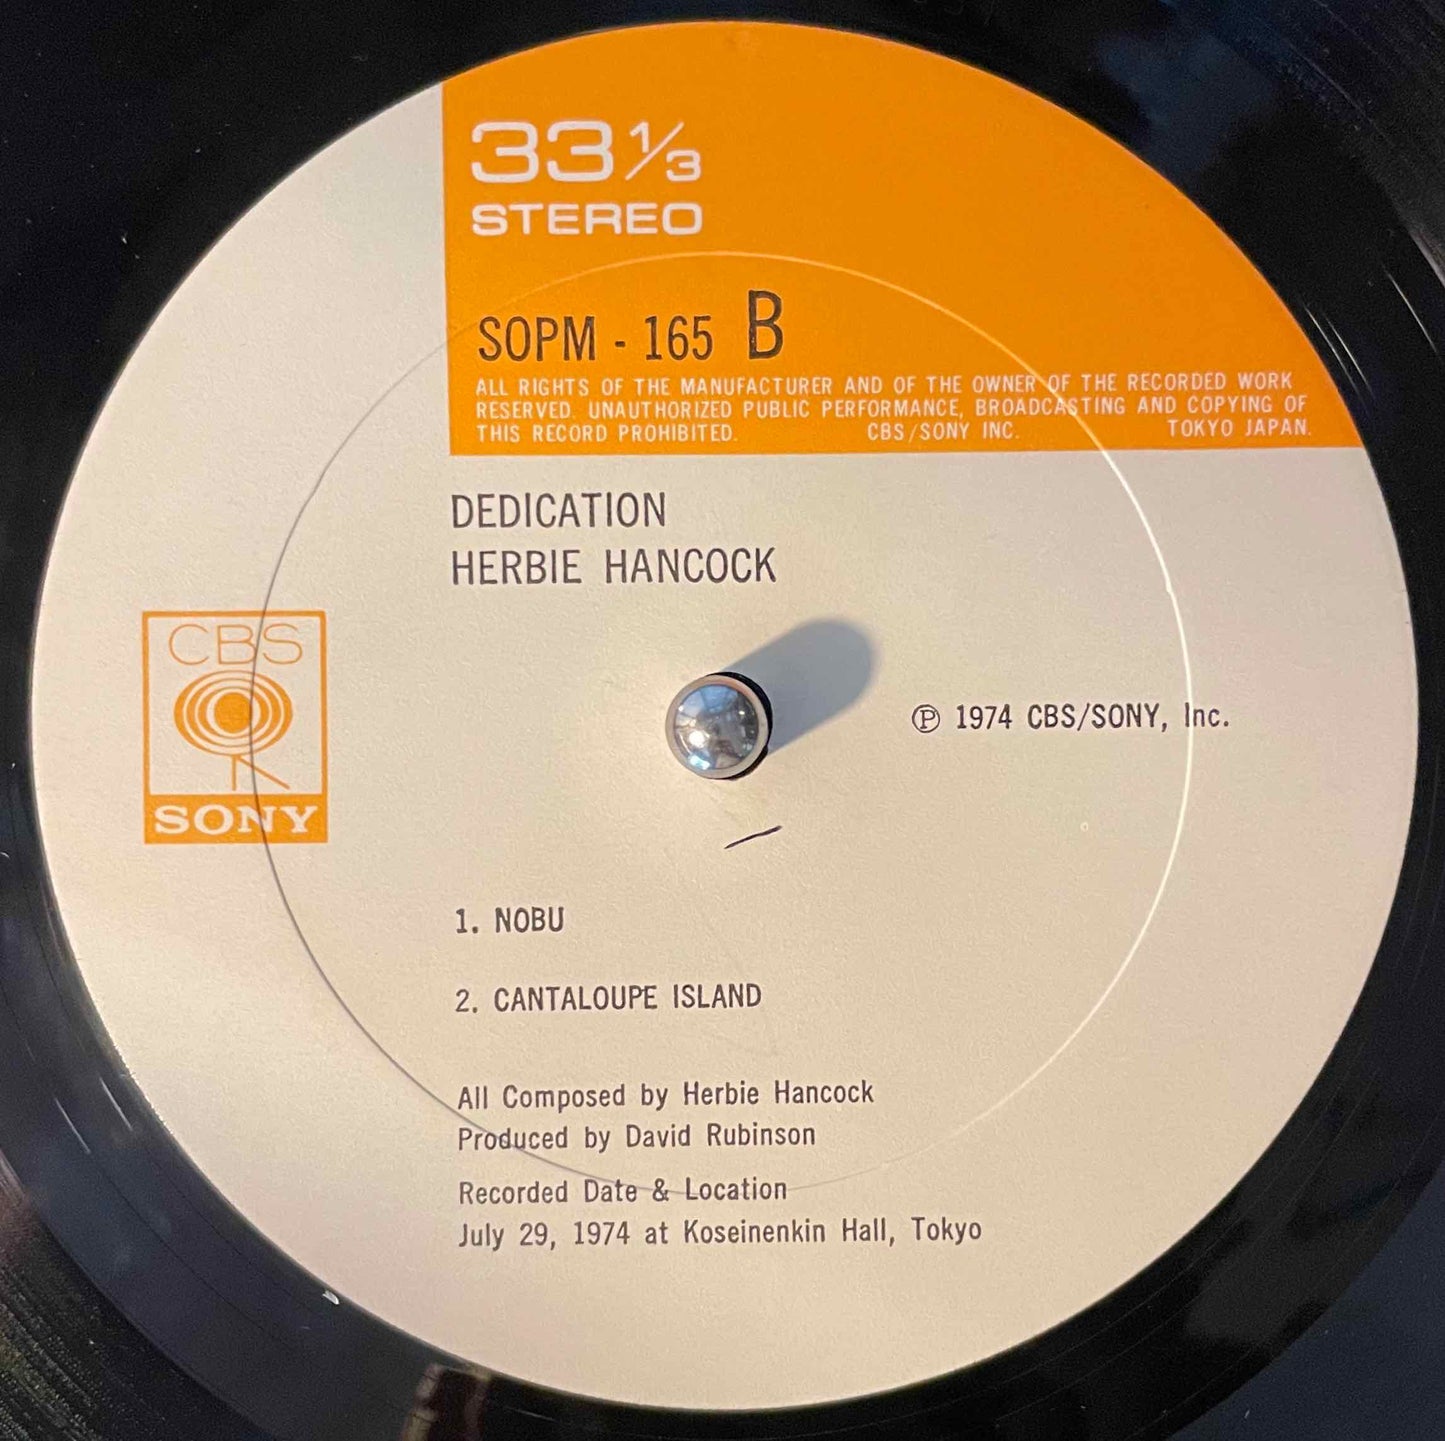 33 1/3
STEREO
SOPM - 165 B
ALL RIGHTS OF THE MANUFACTURER AND OF THE OWNER OF THE RECORDED WORK
RESERVED. UNAUTHORIZED PUBLIC PERFORMANCE, BROADCASTING AND COPYING OF
THIS RECORD PROHIBITED. CBS/SONY INC. TOKYO JAPAN.
DEDICATION
HERBIE HANCOCK
CBS
SONY
℗ 1974 CBS/SONY, Inc.
1. NOBU
2. CANTALOUPE ISLAND
All Composed by Herbie Hancock
Produced by David Rubinson
Recorded Date & Location
July 29, 1974 at Koseinenkin Hall, Tokyo